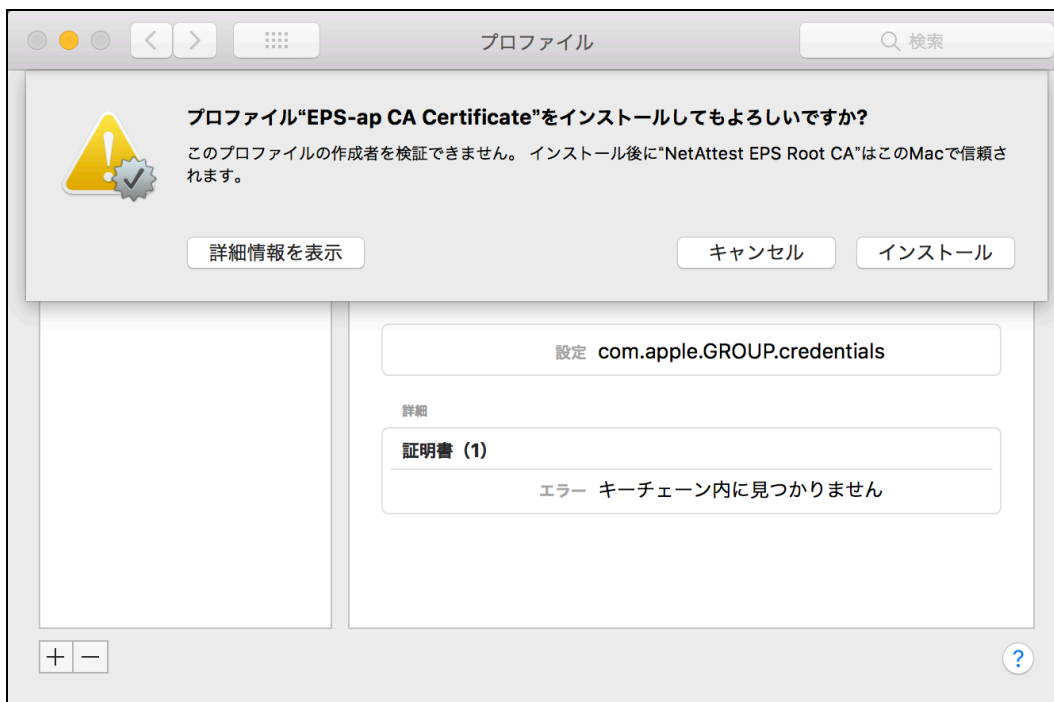 プロファイル
検索
プロファイル“EPS-ap CA Certificate”をインストールしてもよろしいですか?
このプロファイルの作成者を検証できません。 インストール後に“NetAttest EPS Root CA”はこのMacで信頼さ
れます。
詳細情報を表示
キャンセル
インストール
設定 com.apple.GROUP.credentials
詳細
証明書（1）
エラー キーチェーン内に見つかりません
+ − ?